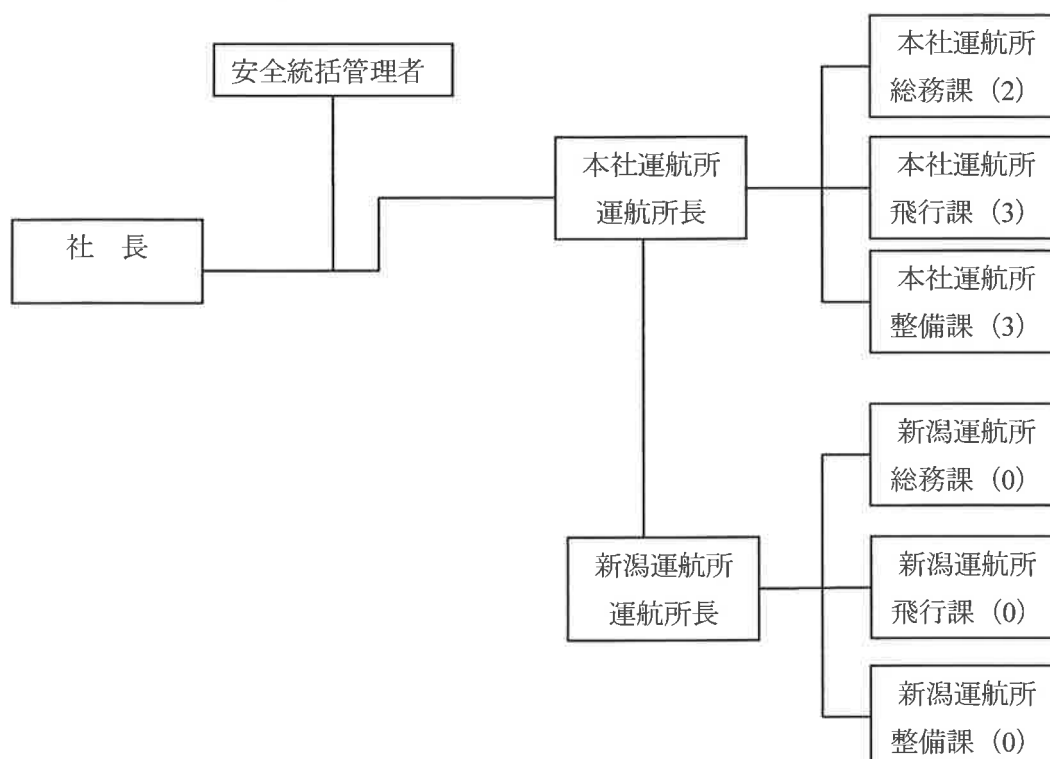 安全統括管理者
社　長
本社運航所
運航所長
本社運航所
総務課（2）
本社運航所
飛行課（3）
本社運航所
整備課（3）
新潟運航所
運航所長
新潟運航所
総務課（0）
新潟運航所
飛行課（0）
新潟運航所
整備課（0）